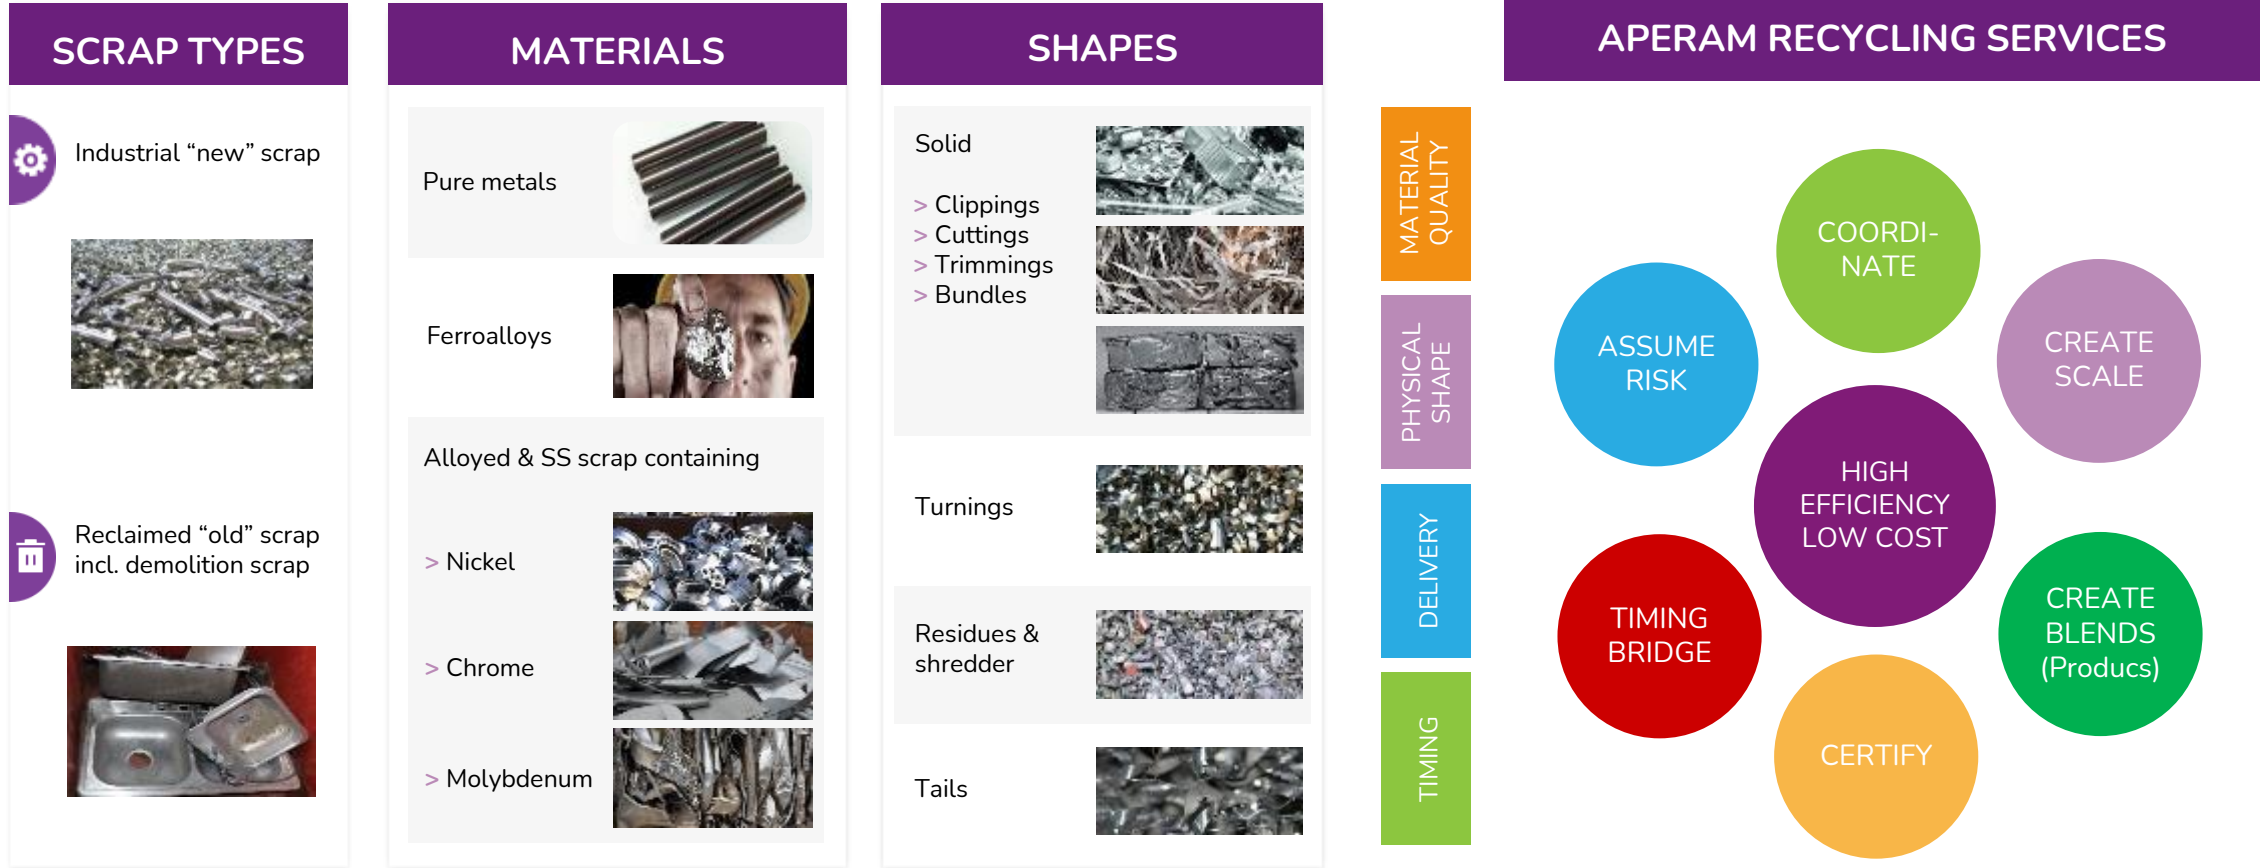 SCRAP TYPES
Industrial “new” scrap
Reclaimed “old” scrap
incl. demolition scrap
MATERIALS
Pure metals
Ferroalloys
Alloyed & SS scrap containing
> Nickel
> Chrome
> Molybdenum
SHAPES
Solid
> Clippings
> Cuttings
> Trimmings
> Bundles
Turnings
Residues &
shredder
Tails
MATERIAL
QUALITY
PHYSICAL
SHAPE
DELIVERY
TIMING
APERAM RECYCLING SERVICES
COORDI-
NATE
ASSUME
RISK
CREATE
SCALE
HIGH
EFFICIENCY
LOW COST
TIMING
BRIDGE
CREATE
BLENDS
(Producs)
CERTIFY